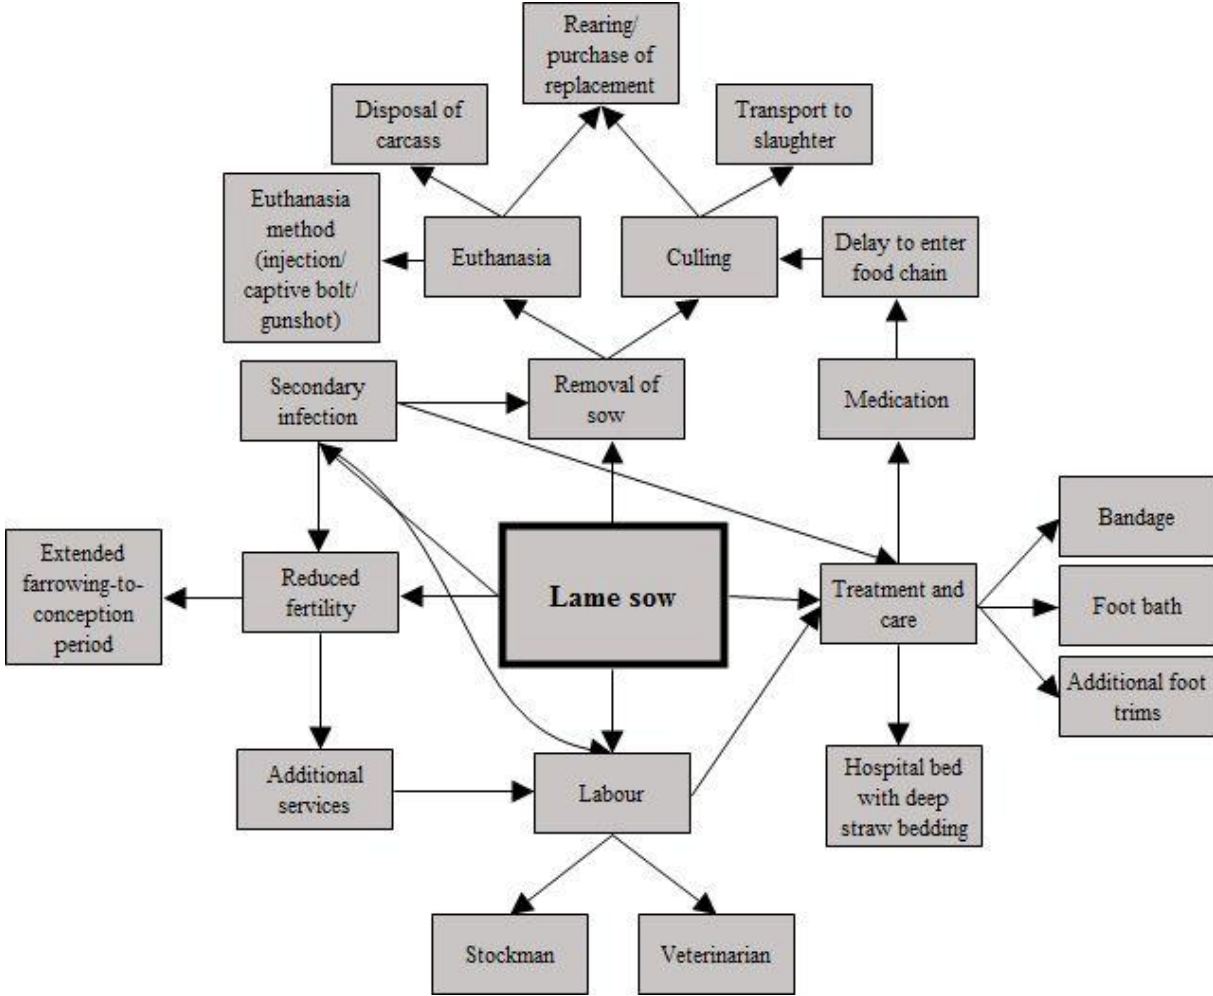 Rearing/
purchase of
replacement
Disposal of
carcass
Transport to
slaughter
Euthanasia
method
(injection/
captive bolt/
gunshot)
Euthanasia
Culling
Delay to enter
food chain
Secondary
infection
Removal of
sow
Medication
Bandage
Extended
farrowing-to-
conception
period
Reduced
fertility
Lame sow
Treatment and
care
Foot bath
Additional foot
trims
Additional
services
Labour
Hospital bed
with deep
straw bedding
Stockman
Veterinarian